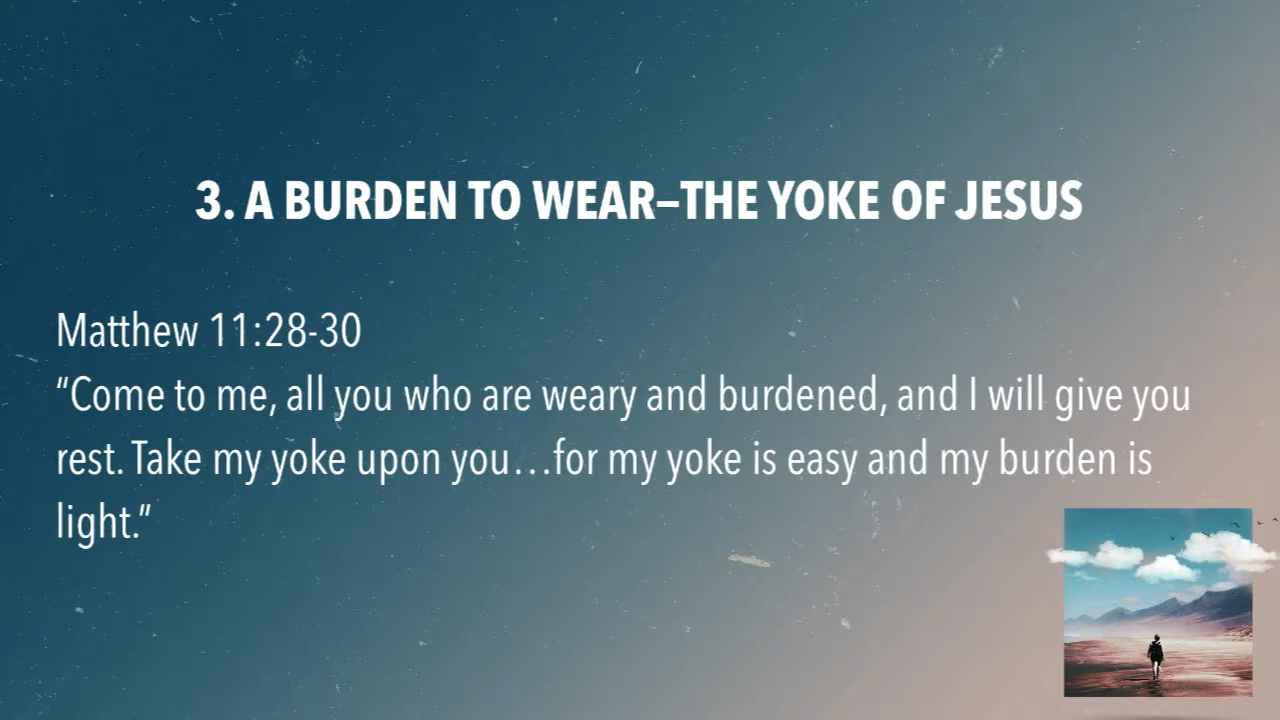 3. A BURDEN TO WEAR–THE YOKE OF JESUS
Matthew 11:28-30
“Come to me, all you who are weary and burdened, and I will give you
rest. Take my yoke upon you…for my yoke is easy and my burden is
light.”